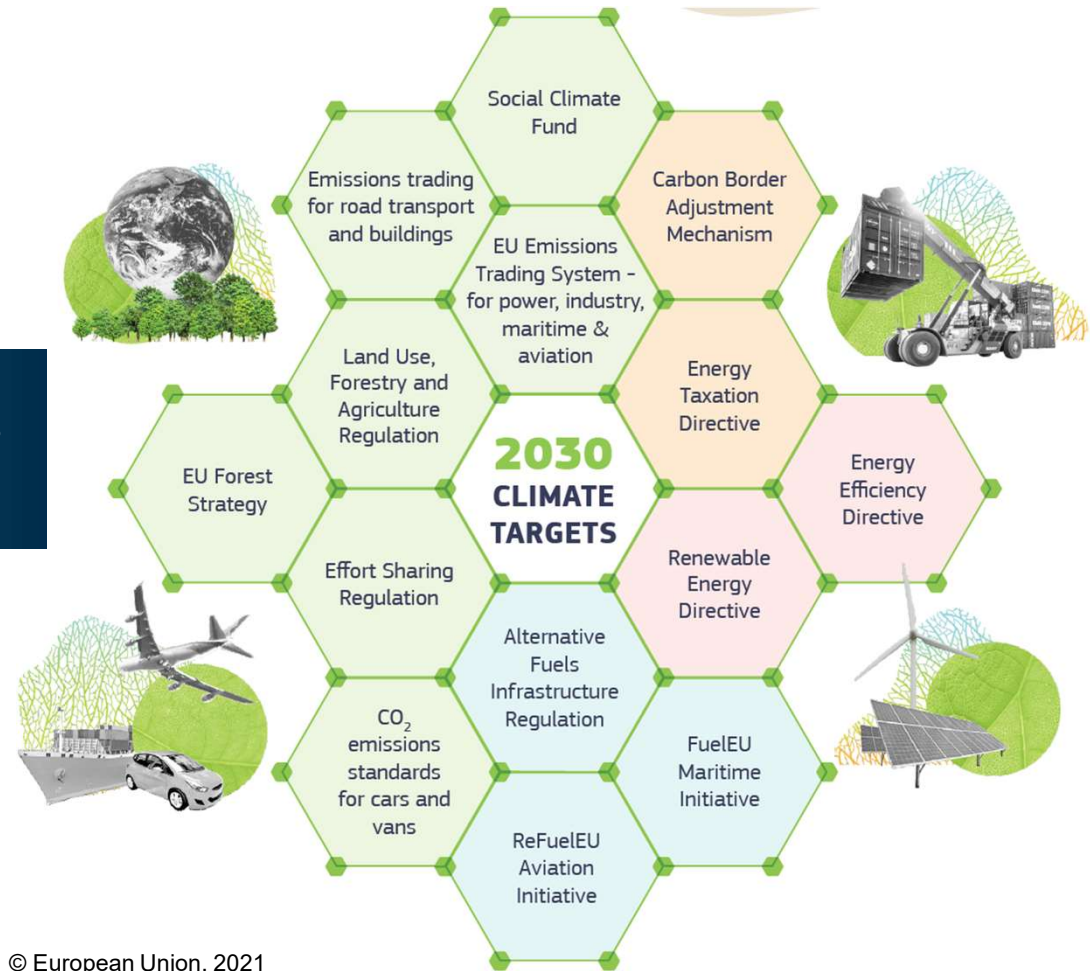 Social Climate
Fund
Emissions trading
for road transport
and buildings
Carbon Border
Adjustment
Mechanism
EU Emissions
Trading System -
for power, industry,
maritime &
aviation
Land Use,
Forestry and
Agriculture
Regulation
Energy
Taxation
Directive
EU Forest
Strategy
2030
CLIMATE
TARGETS
Energy
Efficiency
Directive
Effort Sharing
Regulation
Renewable
Energy
Directive
Alternative
Fuels
Infrastructure
Regulation
CO₂
emissions
standards
for cars and
vans
FuelEU
Maritime
Initiative
ReFuelEU
Aviation
Initiative
© European Union, 2021